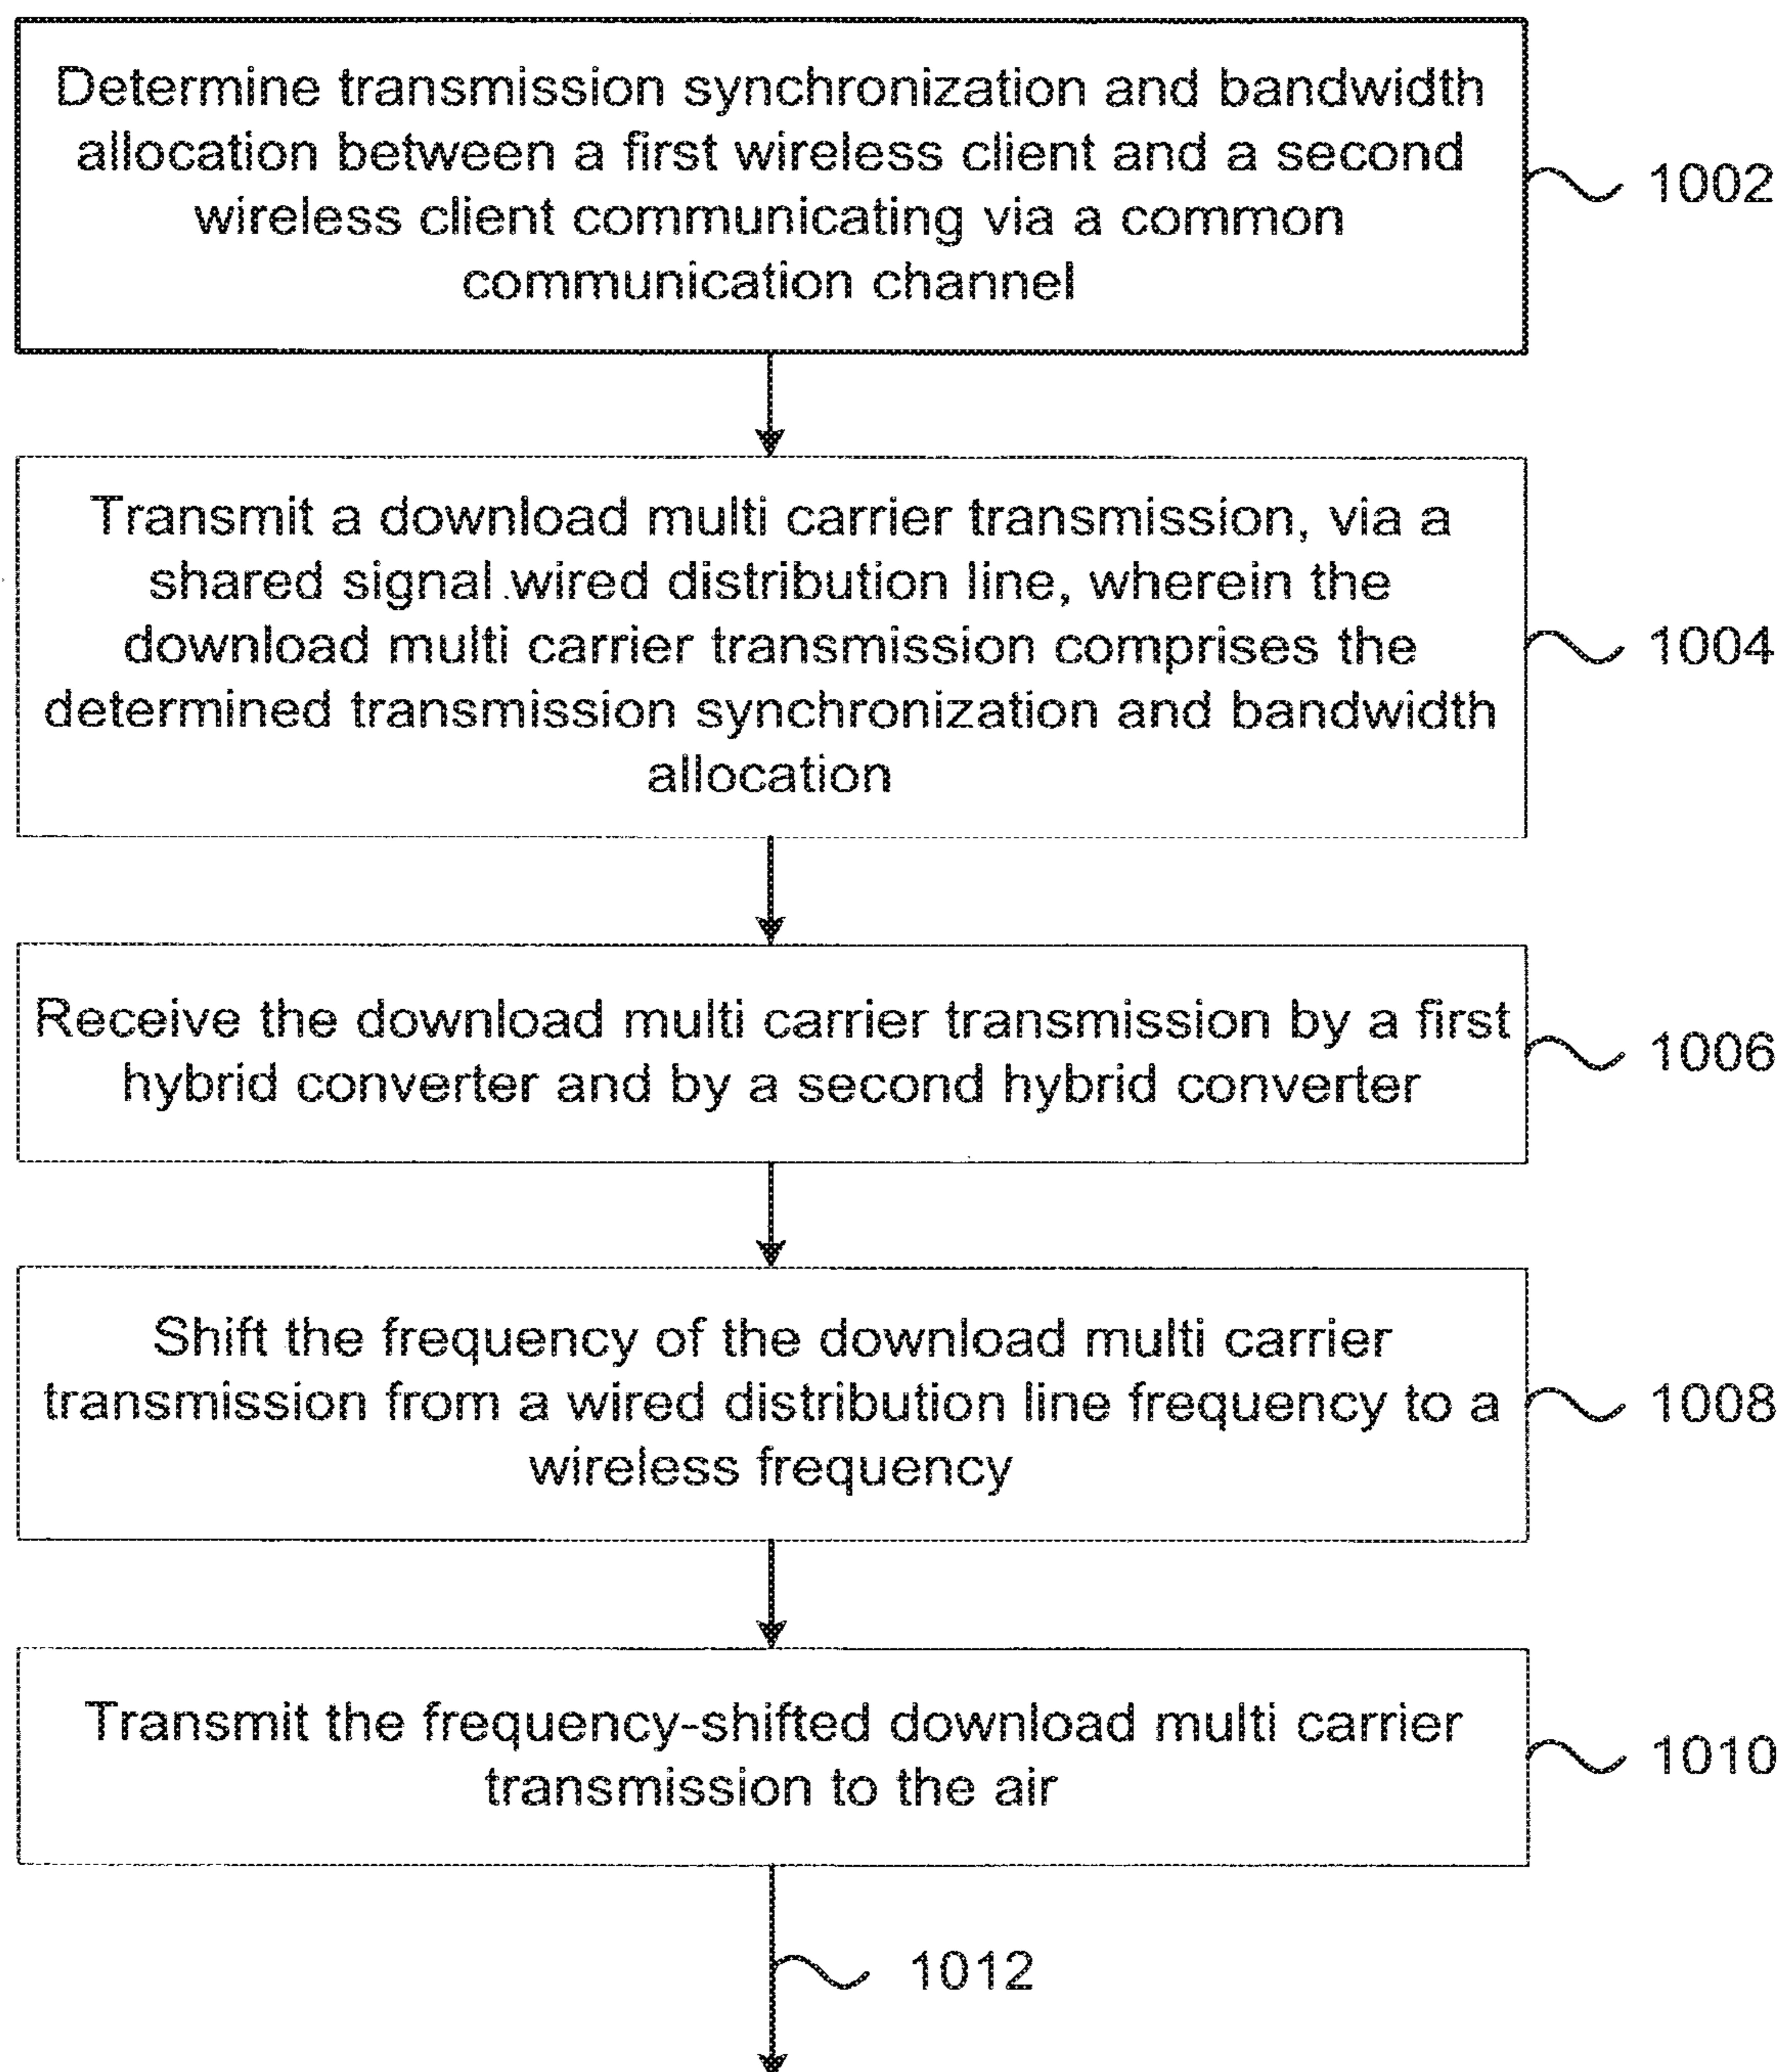 Determine transmission synchronization and bandwidth
allocation between a first wireless client and a second
wireless client communicating via a common
communication channel
1002
Transmit a download multi carrier transmission, via a
shared signal wired distribution line, wherein the
download multi carrier transmission comprises the
determined transmission synchronization and bandwidth
allocation
1004
Receive the download multi carrier transmission by a first
hybrid converter and by a second hybrid converter
1006
Shift the frequency of the download multi carrier
transmission from a wired distribution line frequency to a
wireless frequency
1008
Transmit the frequency-shifted download multi carrier
transmission to the air
1010
1012